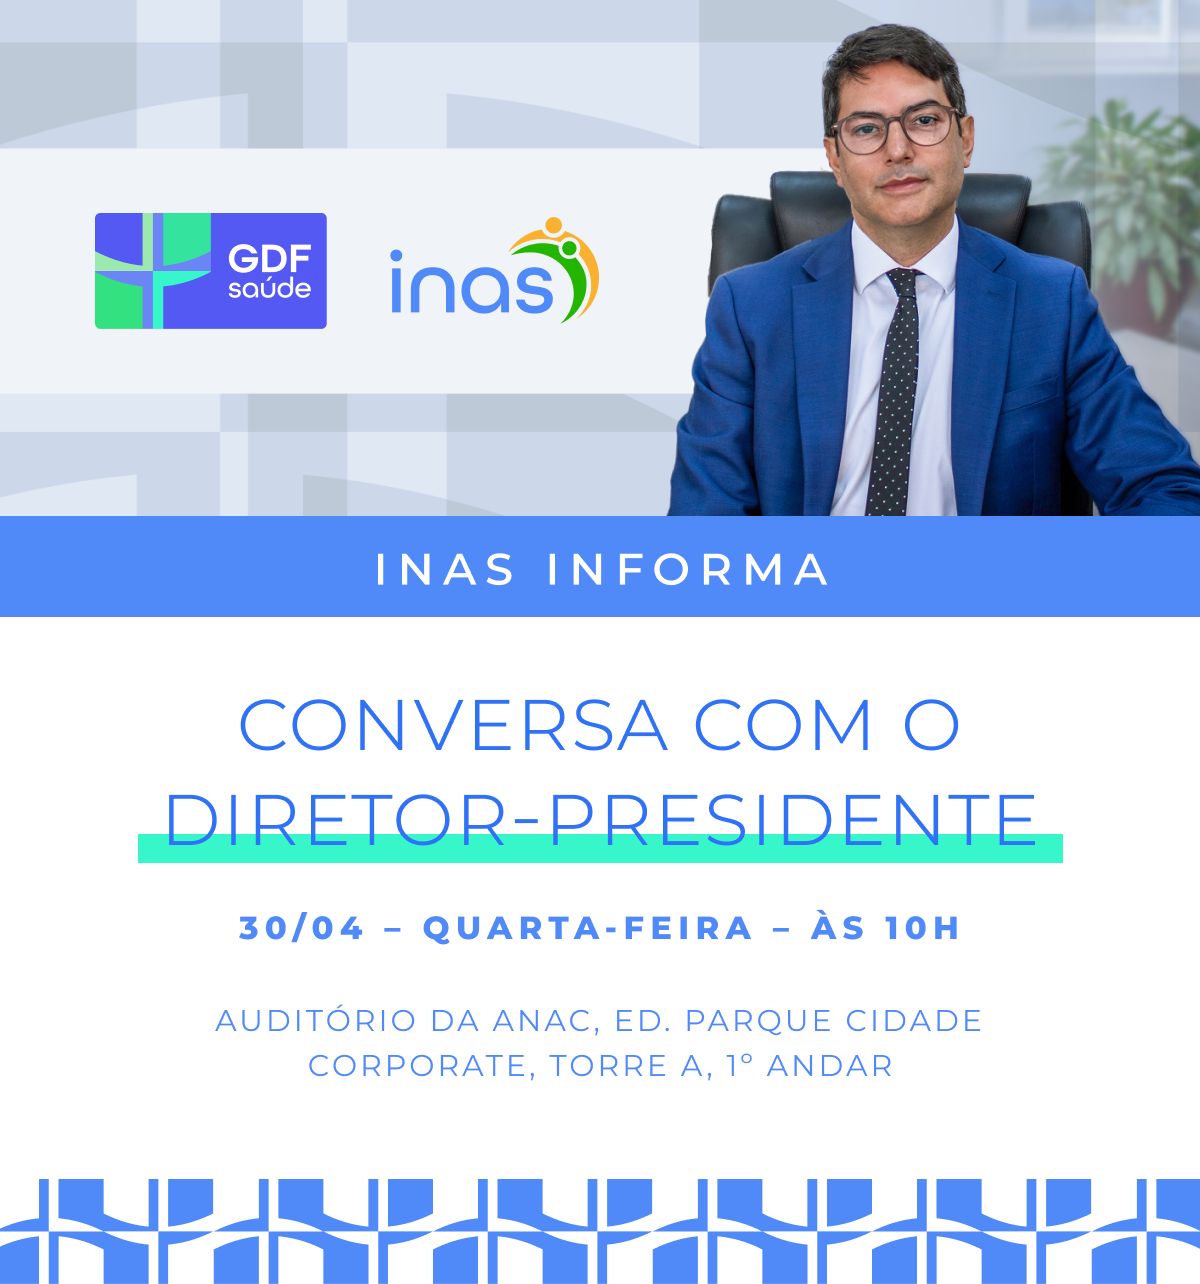 GDF
saúde
inas
INAS INFORMA
CONVERSA COM O
DIRETOR-PRESIDENTE
30/04 – QUARTA-FEIRA – ÀS 10H
AUDITÓRIO DA ANAC, ED. PARQUE CIDADE
CORPORATE, TORRE A, 1º ANDAR